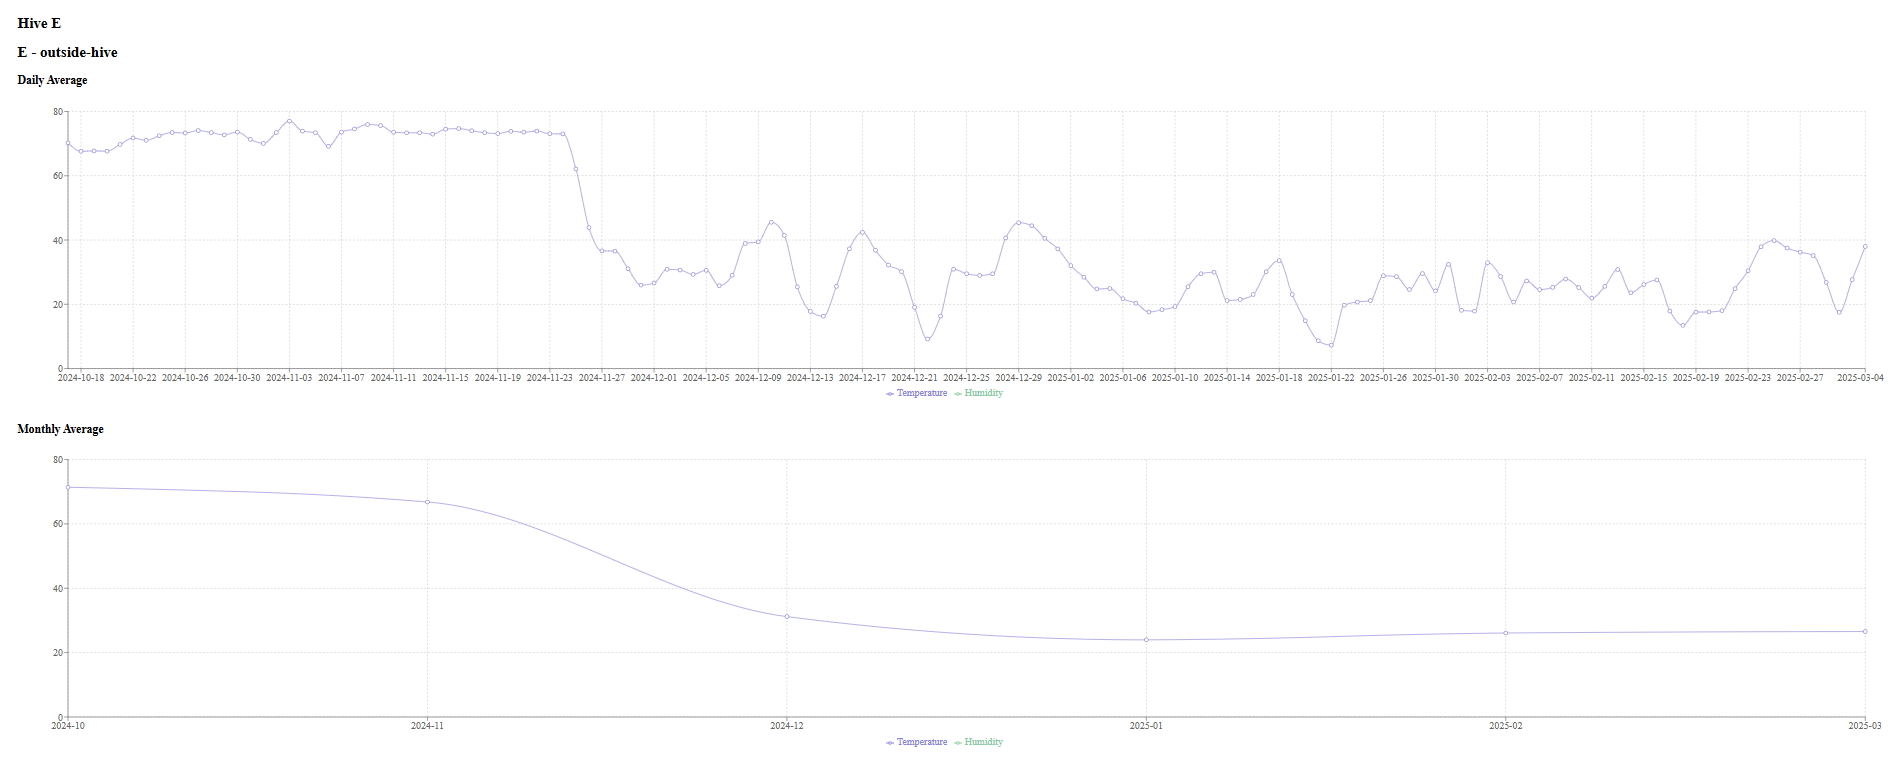 Hive E
E - outside-hive
Daily Average
80
60
40
20
0
2024-10-18 2024-10-22 2024-10-26 2024-10-30 2024-11-03 2024-11-07 2024-11-11 2024-11-15 2024-11-19 2024-11-23 2024-11-27 2024-12-01 2024-12-05 2024-12-09 2024-12-13 2024-12-17 2024-12-21 2024-12-25 2024-12-29 2025-01-02 2025-01-06 2025-01-10 2025-01-14 2025-01-18 2025-01-22 2025-01-26 2025-01-30 2025-02-03 2025-02-07 2025-02-11 2025-02-15 2025-02-19 2025-02-23 2025-02-27 2025-03-04
Temperature Humidity
Monthly Average
80
60
40
20
0
2024-10 2024-11 2024-12 2025-01 2025-02 2025-03
Temperature Humidity